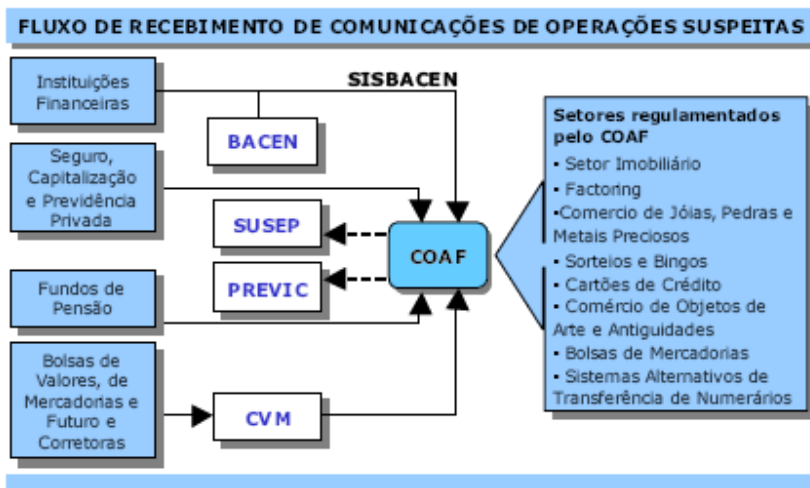 FLUXO DE RECEBIMENTO DE COMUNICAÇÕES DE OPERAÇÕES SUSPEITAS
Instituições
Financeiras
SISBACEN
BACEN
Seguro,
Capitalização
e Previdência
Privada
SUSEP
PREVIC
COAF
Fundos de
Pensão
Bolsas de
Valores, de
Mercadorias e
Futuro e
Corretoras
CVM
Setores regulamentados
pelo COAF
▪ Setor Imobiliário
▪ Factoring
▪Comercio de Jóias, Pedras e
Metais Preciosos
▪ Sorteios e Bingos
▪ Cartões de Crédito
▪ Comércio de Objetos de
Arte e Antiguidades
▪ Bolsas de Mercadorias
▪ Sistemas Alternativos de
Transferência de Numerários